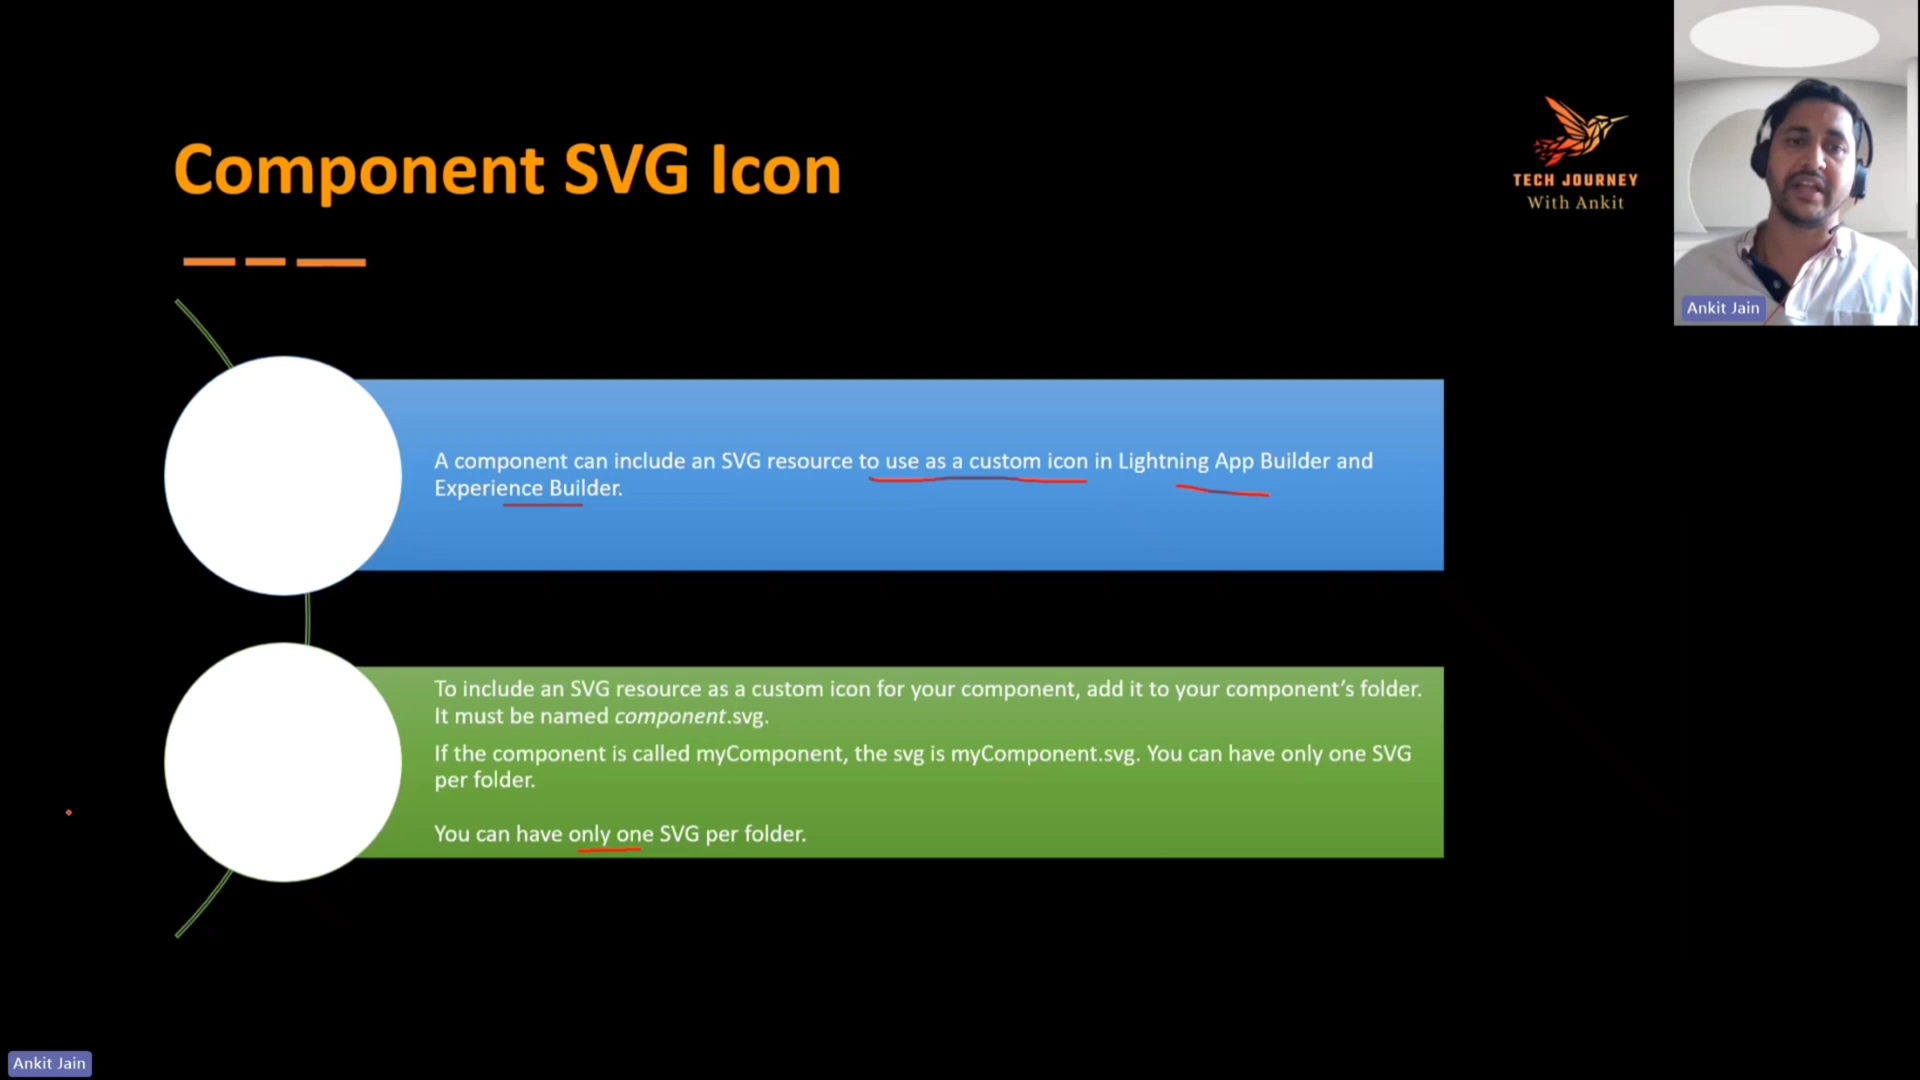 Component SVG Icon
TECH JOURNEY
With Ankit
Ankit Jain
A component can include an SVG resource to use as a custom icon in Lightning App Builder and
Experience Builder.
To include an SVG resource as a custom icon for your component, add it to your component’s folder.
It must be named component.svg.
If the component is called myComponent, the svg is myComponent.svg. You can have only one SVG
per folder.
You can have only one SVG per folder.
Ankit Jain